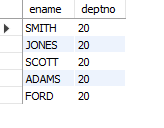 ename deptno
SMITH 20
JONES 20
SCOTT 20
ADAMS 20
FORD 20